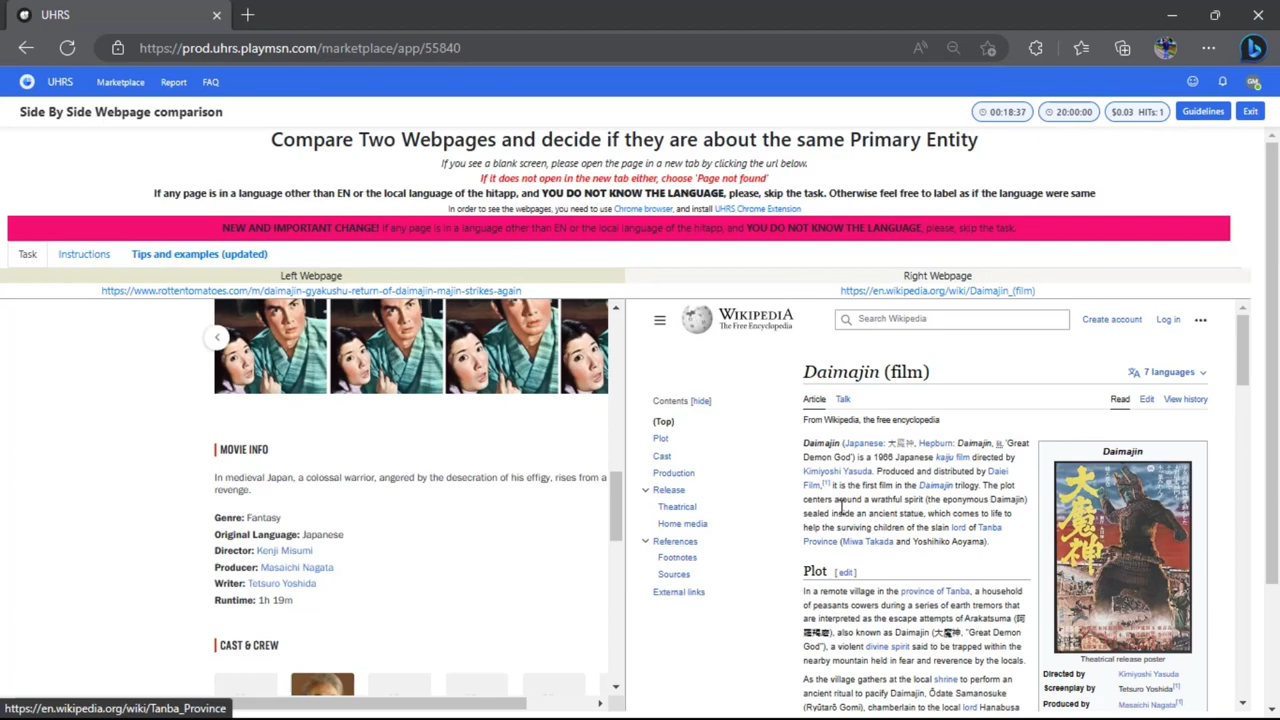 UHRS
https://prod.uhrs.playmsn.com/marketplace/app/55840
UHRS Marketplace Report FAQ
Side By Side Webpage comparison
00:18:37 20:00:00 $0.03 HITs: 1 Guidelines Exit
Compare Two Webpages and decide if they are about the same Primary Entity
If you see a blank screen, please open the page in a new tab by clicking the url below.
If it does not open in the new tab either, choose 'Page not found'
If any page is in a language other than EN or the local language of the hitapp, and YOU DO NOT KNOW THE LANGUAGE, please, skip the task. Otherwise feel free to label as if the language were same
In order to see the webpages, you need to use Chrome browser, and install UHRS Chrome Extension
NEW AND IMPORTANT CHANGE! If any page is in a language other than EN or the local language of the hitapp, and YOU DO NOT KNOW THE LANGUAGE, please, skip the task.
Task Instructions Tips and examples (updated)
Left Webpage
https://www.rottentomatoes.com/m/daimajin-gyakushu-return-of-daimajin-majin-strikes-again
MOVIE INFO
In medieval Japan, a colossal warrior, angered by the desecration of his effigy, rises from a
revenge.
Genre: Fantasy
Original Language: Japanese
Director: Kenji Misumi
Producer: Masaichi Nagata
Writer: Tetsuro Yoshida
Runtime: 1h 19m
CAST & CREW
Right Webpage
https://en.wikipedia.org/wiki/Daimajin_(film)
WIKIPEDIA
The Free Encyclopedia
Search Wikipedia
Create account Log in
Contents [hide]
(Top)
Plot
Cast
Production
Release
Theatrical
Home media
References
Footnotes
Sources
External links
Daimajin (film)
7 languages
Article Talk
Read Edit View history
From Wikipedia, the free encyclopedia
Daimajin (Japanese: 大魔神, Hepburn: Daimajin, lit. 'Great
Demon God') is a 1966 Japanese kaiju film directed by
Kimiyoshi Yasuda. Produced and distributed by Daiei
Film,[1] it is the first film in the Daimajin trilogy. The plot
centers around a wrathful spirit (the eponymous Daimajin)
sealed inside an ancient statue, which comes to life to
help the surviving children of the slain lord of Tanba
Province (Miwa Takada and Yoshihiko Aoyama).
Plot [edit]
In a remote village in the province of Tanba, a household
of peasants cowers during a series of earth tremors that
are interpreted as the escape attempts of Arakatsuma (阿
), also known as Daimajin (大魔神, "Great Demon
God"), a violent divine spirit said to be trapped within the
nearby mountain held in fear and reverence by the locals.
As the village gathers at the local shrine to perform an
ancient ritual to pacify Daimajin, Ōdate Samanosuke
(Ryūtarō Gomi), chamberlain to the local lord Hanabusa
Daimajin
大魔神
Theatrical release poster
Directed by Kimiyoshi Yasuda
Screenplay by Tetsuro Yoshida[1]
Produced by Masaichi Nagata[1]
https://en.wikipedia.org/wiki/Tanba_Province